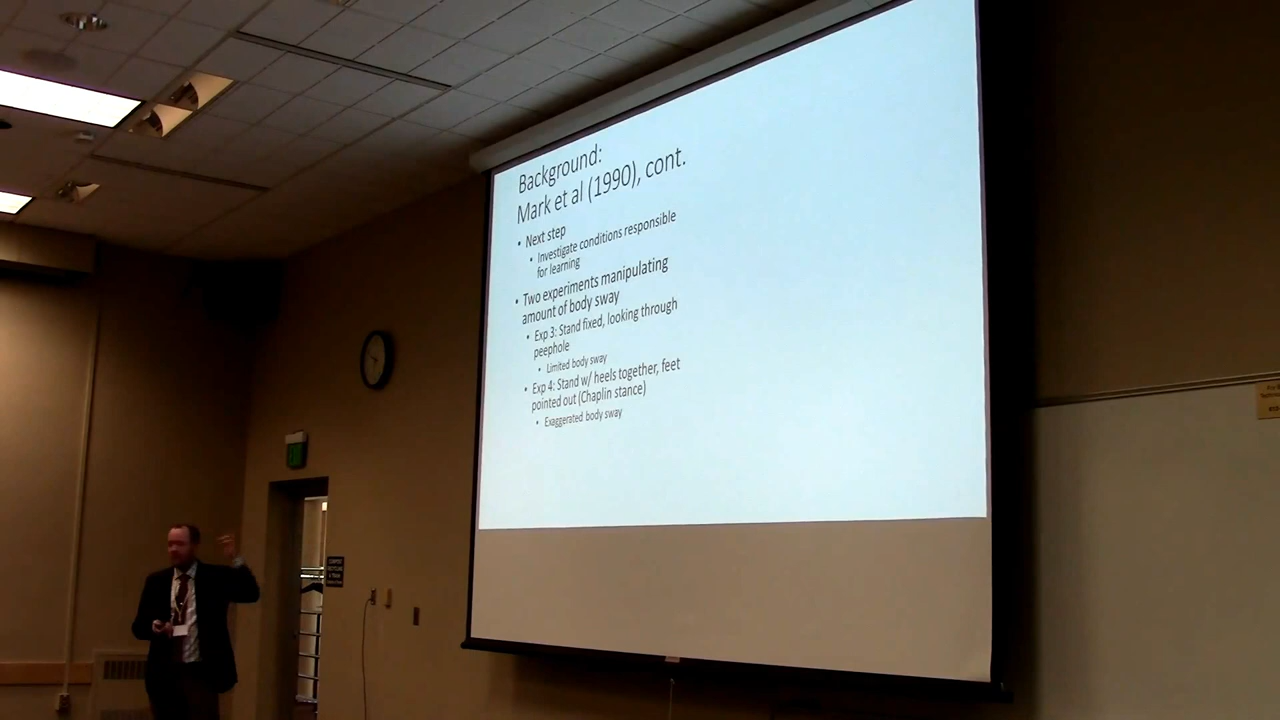 Background:
Mark et al (1990), cont.
• Next step
• Investigate conditions responsible
for learning
• Two experiments manipulating
amount of body sway
• Exp 3: Stand fixed, looking through
peephole
• Limited body sway
• Exp 4: Stand w/ heels together, feet
pointed out (Chaplin stance)
• Exaggerated body sway